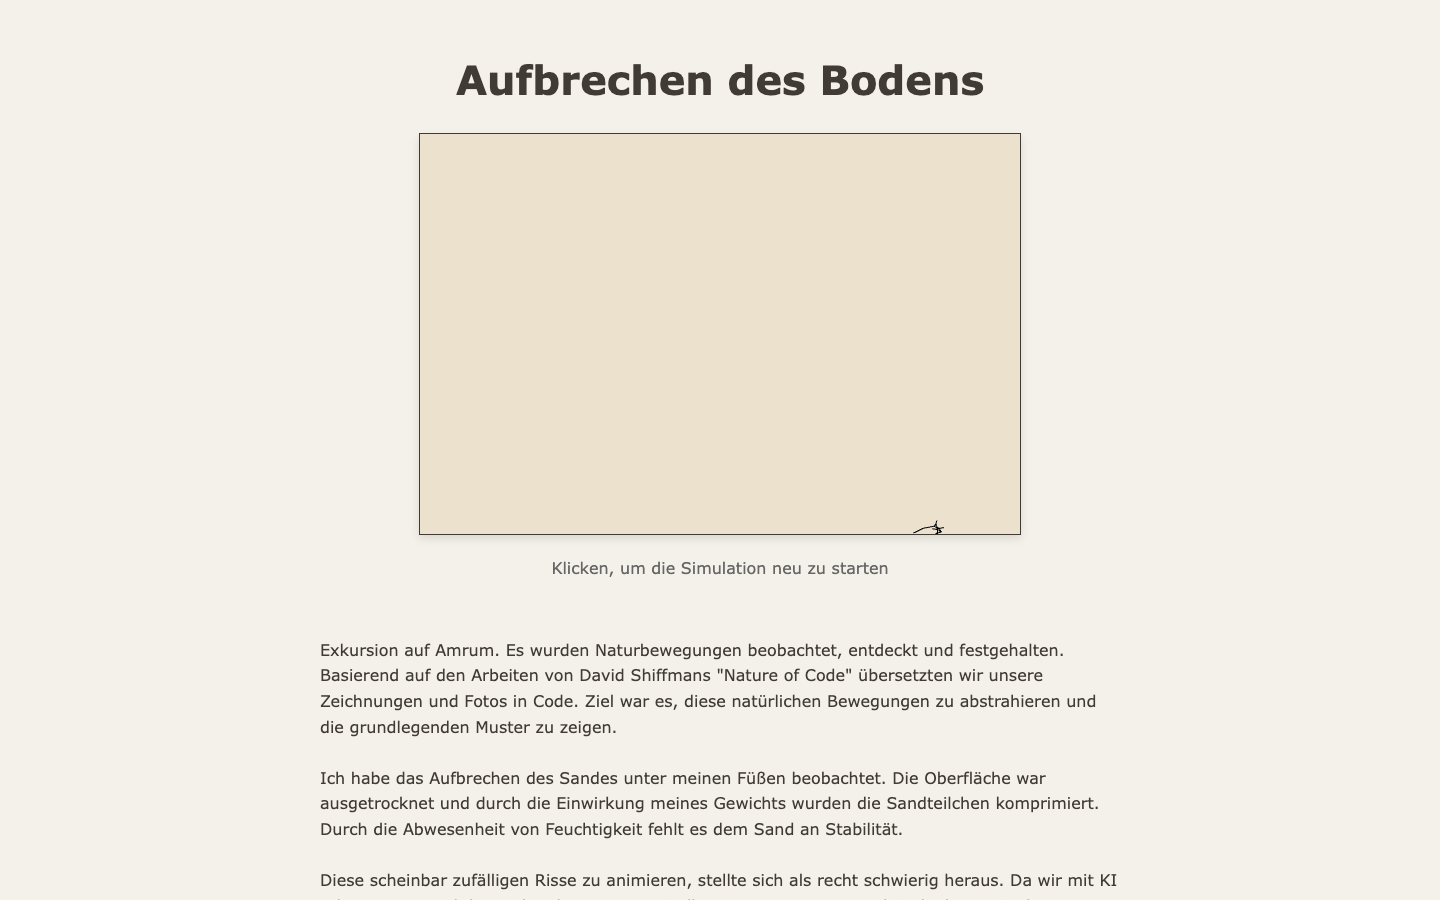 Aufbrechen des Bodens
Klicken, um die Simulation neu zu starten
Exkursion auf Amrum. Es wurden Naturbewegungen beobachtet, entdeckt und festgehalten.
Basierend auf den Arbeiten von David Shiffmans "Nature of Code" übersetzten wir unsere
Zeichnungen und Fotos in Code. Ziel war es, diese natürlichen Bewegungen zu abstrahieren und
die grundlegenden Muster zu zeigen.
Ich habe das Aufbrechen des Sandes unter meinen Füßen beobachtet. Die Oberfläche war
ausgetrocknet und durch die Einwirkung meines Gewichts wurden die Sandteilchen komprimiert.
Durch die Abwesenheit von Feuchtigkeit fehlt es dem Sand an Stabilität.
Diese scheinbar zufälligen Risse zu animieren, stellte sich als recht schwierig heraus. Da wir mit KI